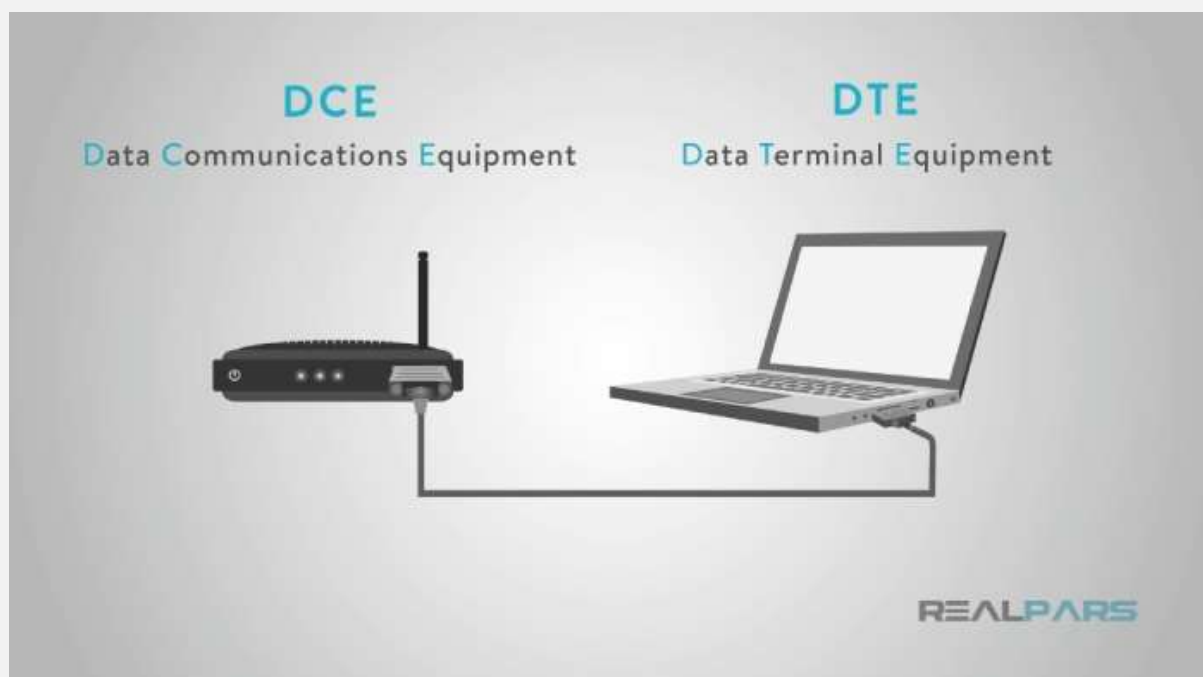 DCE
Data Communications Equipment
DTE
Data Terminal Equipment
REALPARS